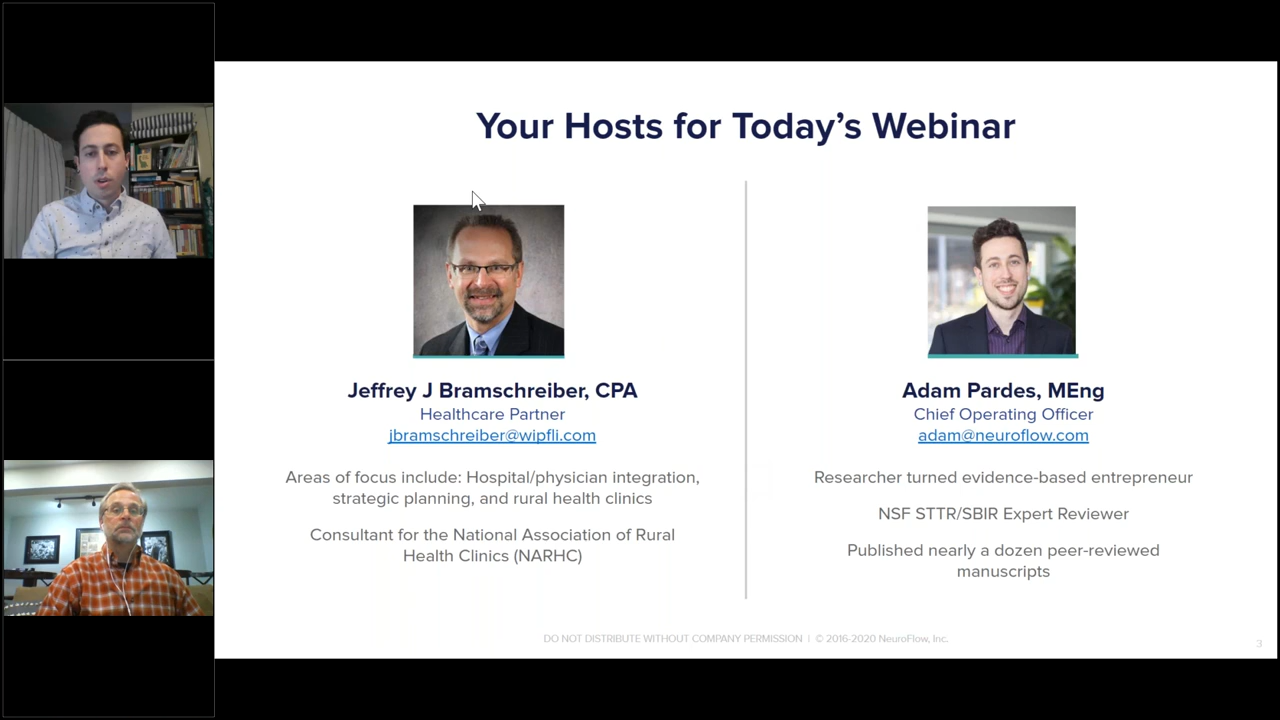 Your Hosts for Today's Webinar
Jeffrey J Bramschreiber, CPA
Healthcare Partner
jbramschreiber@wipfli.com
Areas of focus include: Hospital/physician integration,
strategic planning, and rural health clinics
Consultant for the National Association of Rural
Health Clinics (NARHC)
Adam Pardes, MEng
Chief Operating Officer
adam@neuroflow.com
Researcher turned evidence-based entrepreneur
NSF STTR/SBIR Expert Reviewer
Published nearly a dozen peer-reviewed
manuscripts
DO NOT DISTRIBUTE WITHOUT COMPANY PERMISSION | © 2016-2020 NeuroFlow, Inc.
3